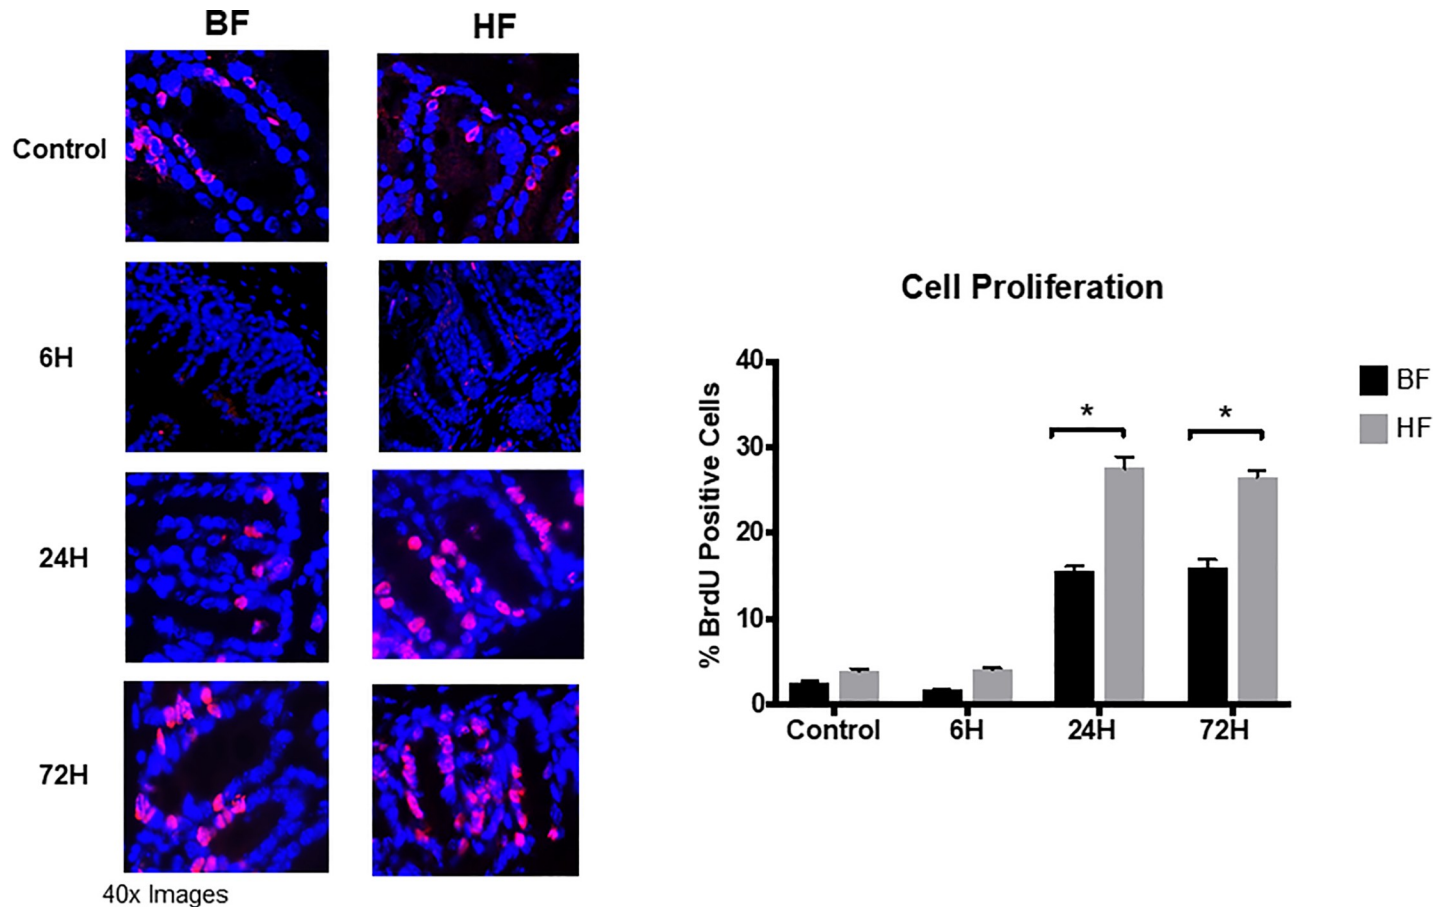 BF HF
Control
6H
24H
72H
40x Images
Cell Proliferation
% BrdU Positive Cells
40
30
20
10
0
* *
Control 6H 24H 72H
BF
HF